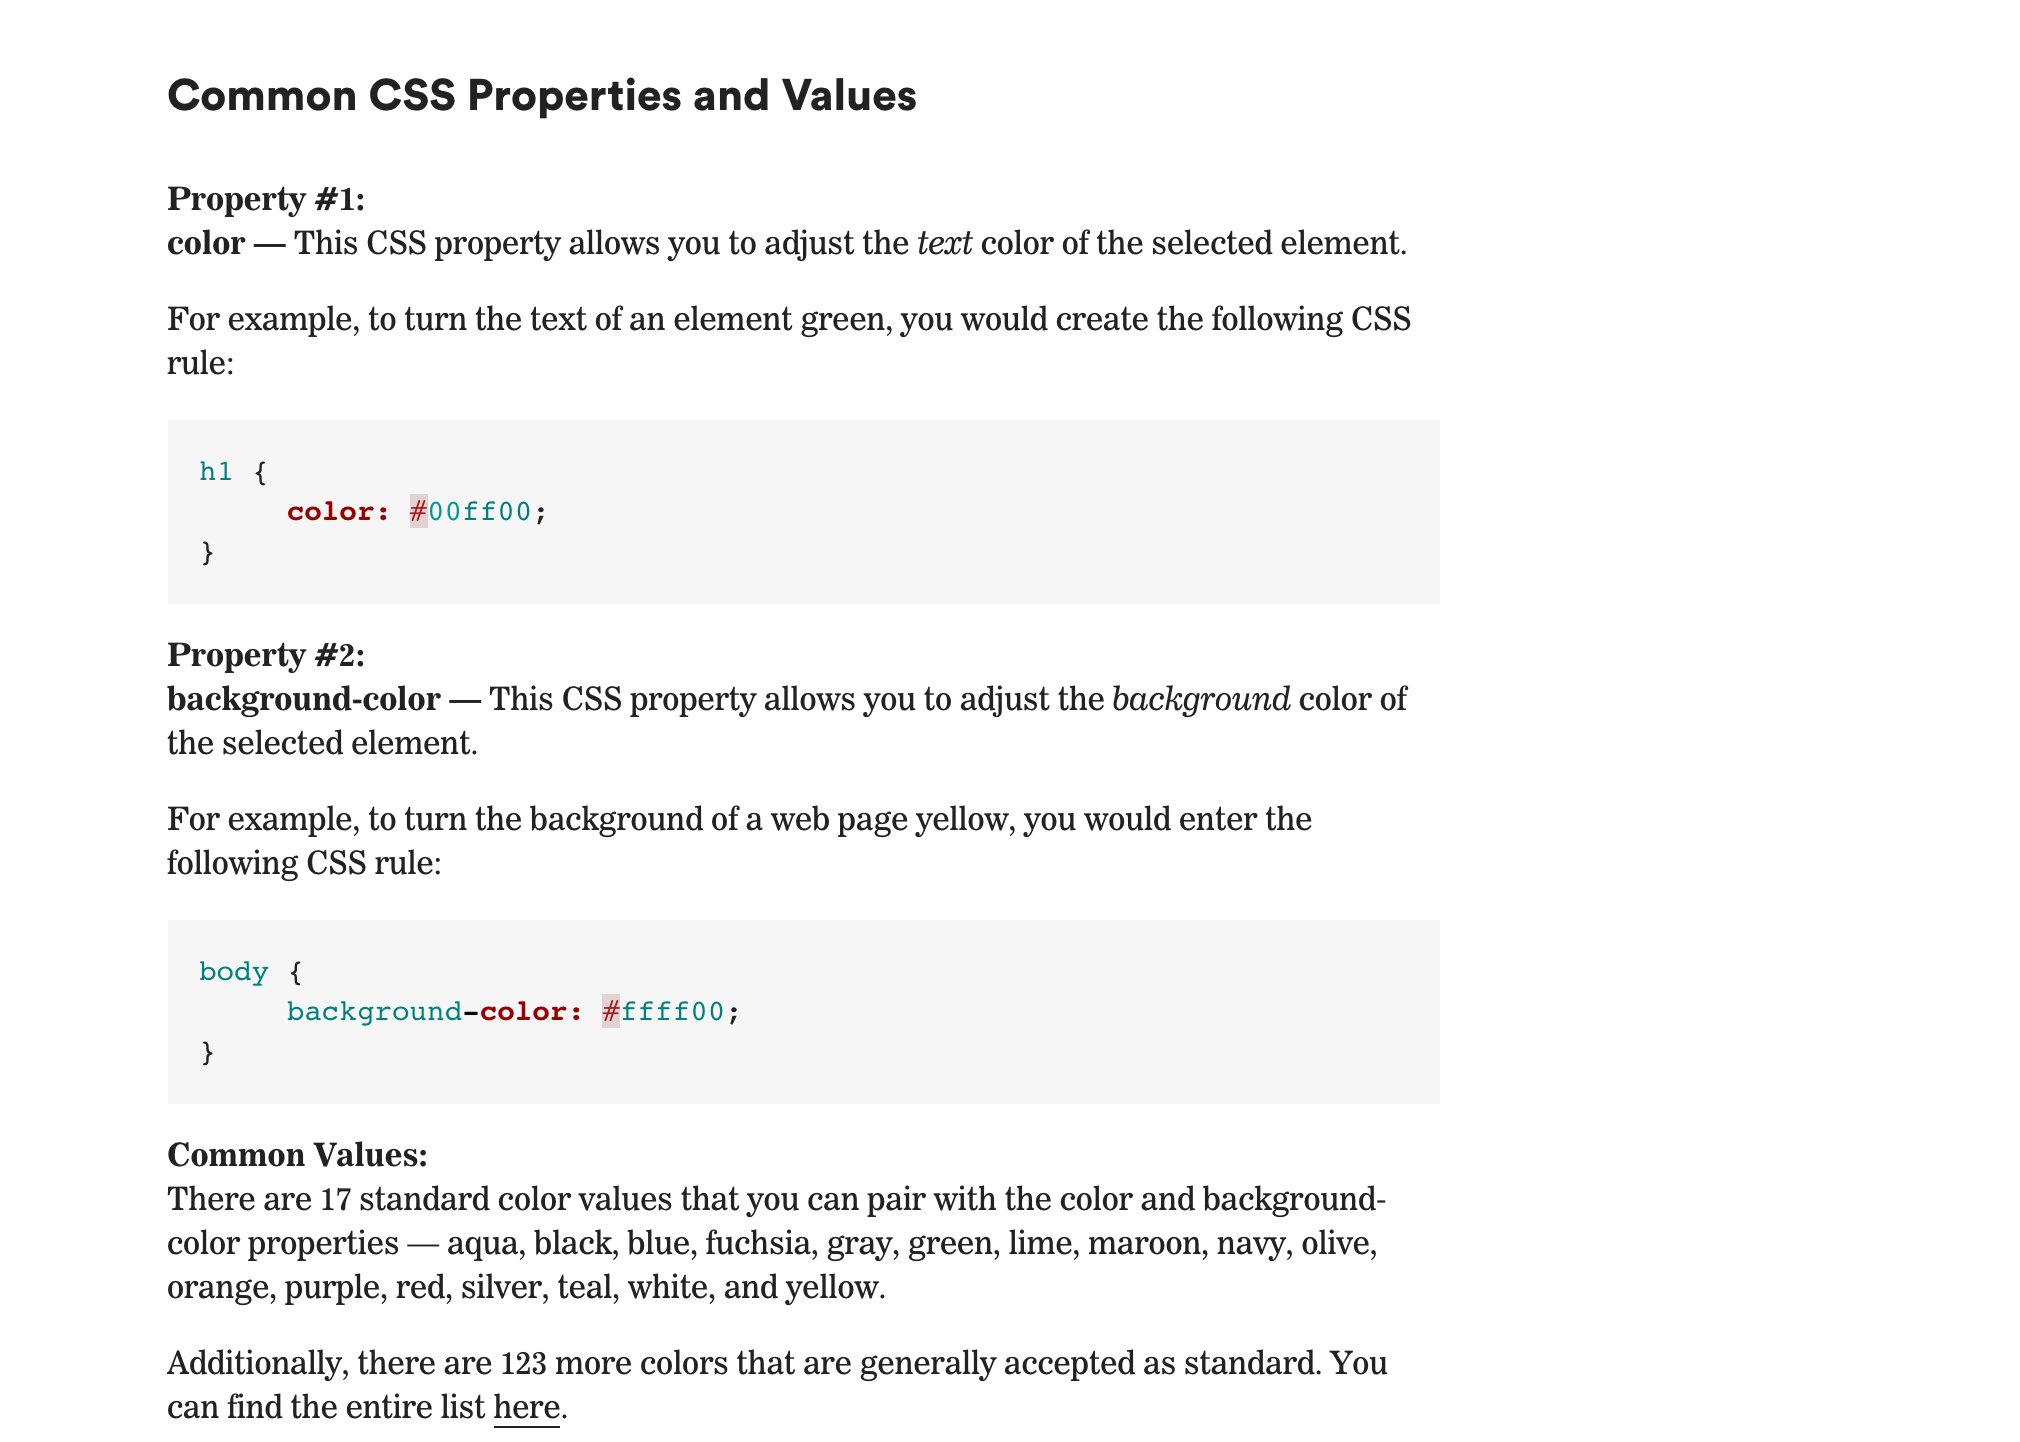 Common CSS Properties and Values
Property #1:
color — This CSS property allows you to adjust the text color of the selected element.
For example, to turn the text of an element green, you would create the following CSS
rule:
h1 {
     color: #00ff00;
}
Property #2:
background-color — This CSS property allows you to adjust the background color of
the selected element.
For example, to turn the background of a web page yellow, you would enter the
following CSS rule:
body {
     background-color: #ffff00;
}
Common Values:
There are 17 standard color values that you can pair with the color and background-
color properties — aqua, black, blue, fuchsia, gray, green, lime, maroon, navy, olive,
orange, purple, red, silver, teal, white, and yellow.
Additionally, there are 123 more colors that are generally accepted as standard. You
can find the entire list here.